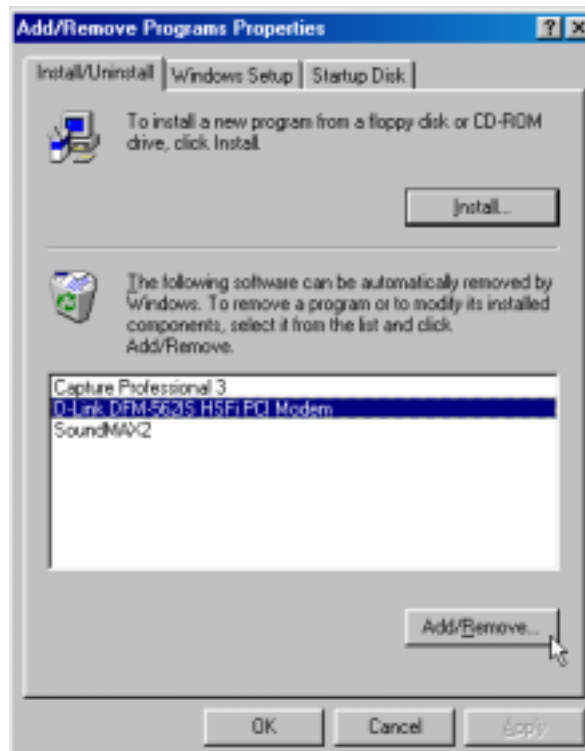 Add/Remove Programs Properties
Install/Uninstall Windows Setup Startup Disk
To install a new program from a floppy disk or CD-ROM
drive, click Install.
Install...
The following software can be automatically removed by
Windows. To remove a program or to modify its installed
components, select it from the list and click
Add/Remove.
Capture Professional 3
D-Link DFM-562IS HSFi PCI Modem
SoundMAX2
Add/Remove...
OK Cancel Apply